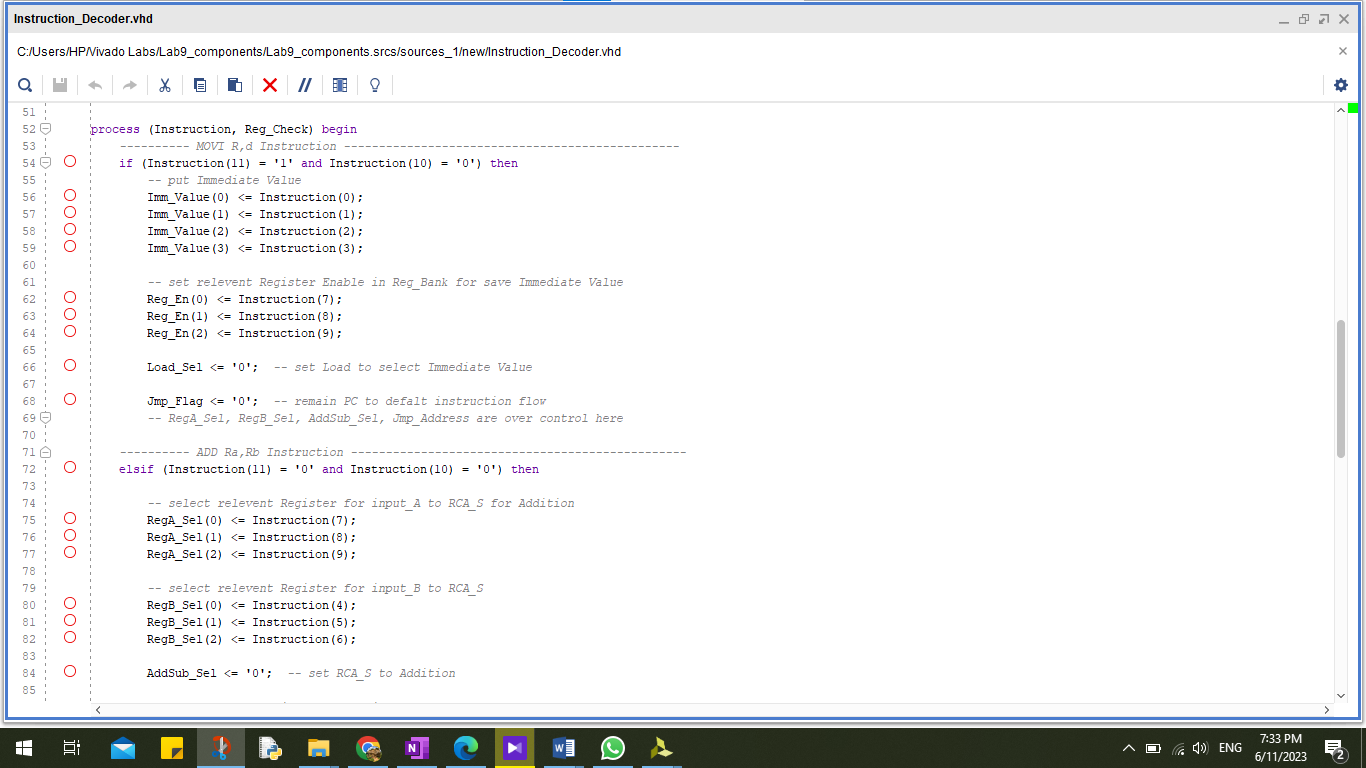 Instruction_Decoder.vhd
C:/Users/HP/Vivado Labs/Lab9_components/Lab9_components.srcs/sources_1/new/Instruction_Decoder.vhd
51
52 process (Instruction, Reg_Check) begin
53 ---------- MOVI R,d Instruction ------------------------------------------------
54 if (Instruction(11) = '1' and Instruction(10) = '0') then
55 -- put Immediate Value
56 Imm_Value(0) <= Instruction(0);
57 Imm_Value(1) <= Instruction(1);
58 Imm_Value(2) <= Instruction(2);
59 Imm_Value(3) <= Instruction(3);
60
61 -- set relevent Register Enable in Reg_Bank for save Immediate Value
62 Reg_En(0) <= Instruction(7);
63 Reg_En(1) <= Instruction(8);
64 Reg_En(2) <= Instruction(9);
65
66 Load_Sel <= '0';  -- set Load to select Immediate Value
67
68 Jmp_Flag <= '0';  -- remain PC to defalt instruction flow
69 -- RegA_Sel, RegB_Sel, AddSub_Sel, Jmp_Address are over control here
70
71 ---------- ADD Ra,Rb Instruction ------------------------------------------------
72 elsif (Instruction(11) = '0' and Instruction(10) = '0') then
73
74 -- select relevent Register for input_A to RCA_S for Addition
75 RegA_Sel(0) <= Instruction(7);
76 RegA_Sel(1) <= Instruction(8);
77 RegA_Sel(2) <= Instruction(9);
78
79 -- select relevent Register for input_B to RCA_S
80 RegB_Sel(0) <= Instruction(4);
81 RegB_Sel(1) <= Instruction(5);
82 RegB_Sel(2) <= Instruction(6);
83
84 AddSub_Sel <= '0';  -- set RCA_S to Addition
85
ENG
7:33 PM
6/11/2023
2